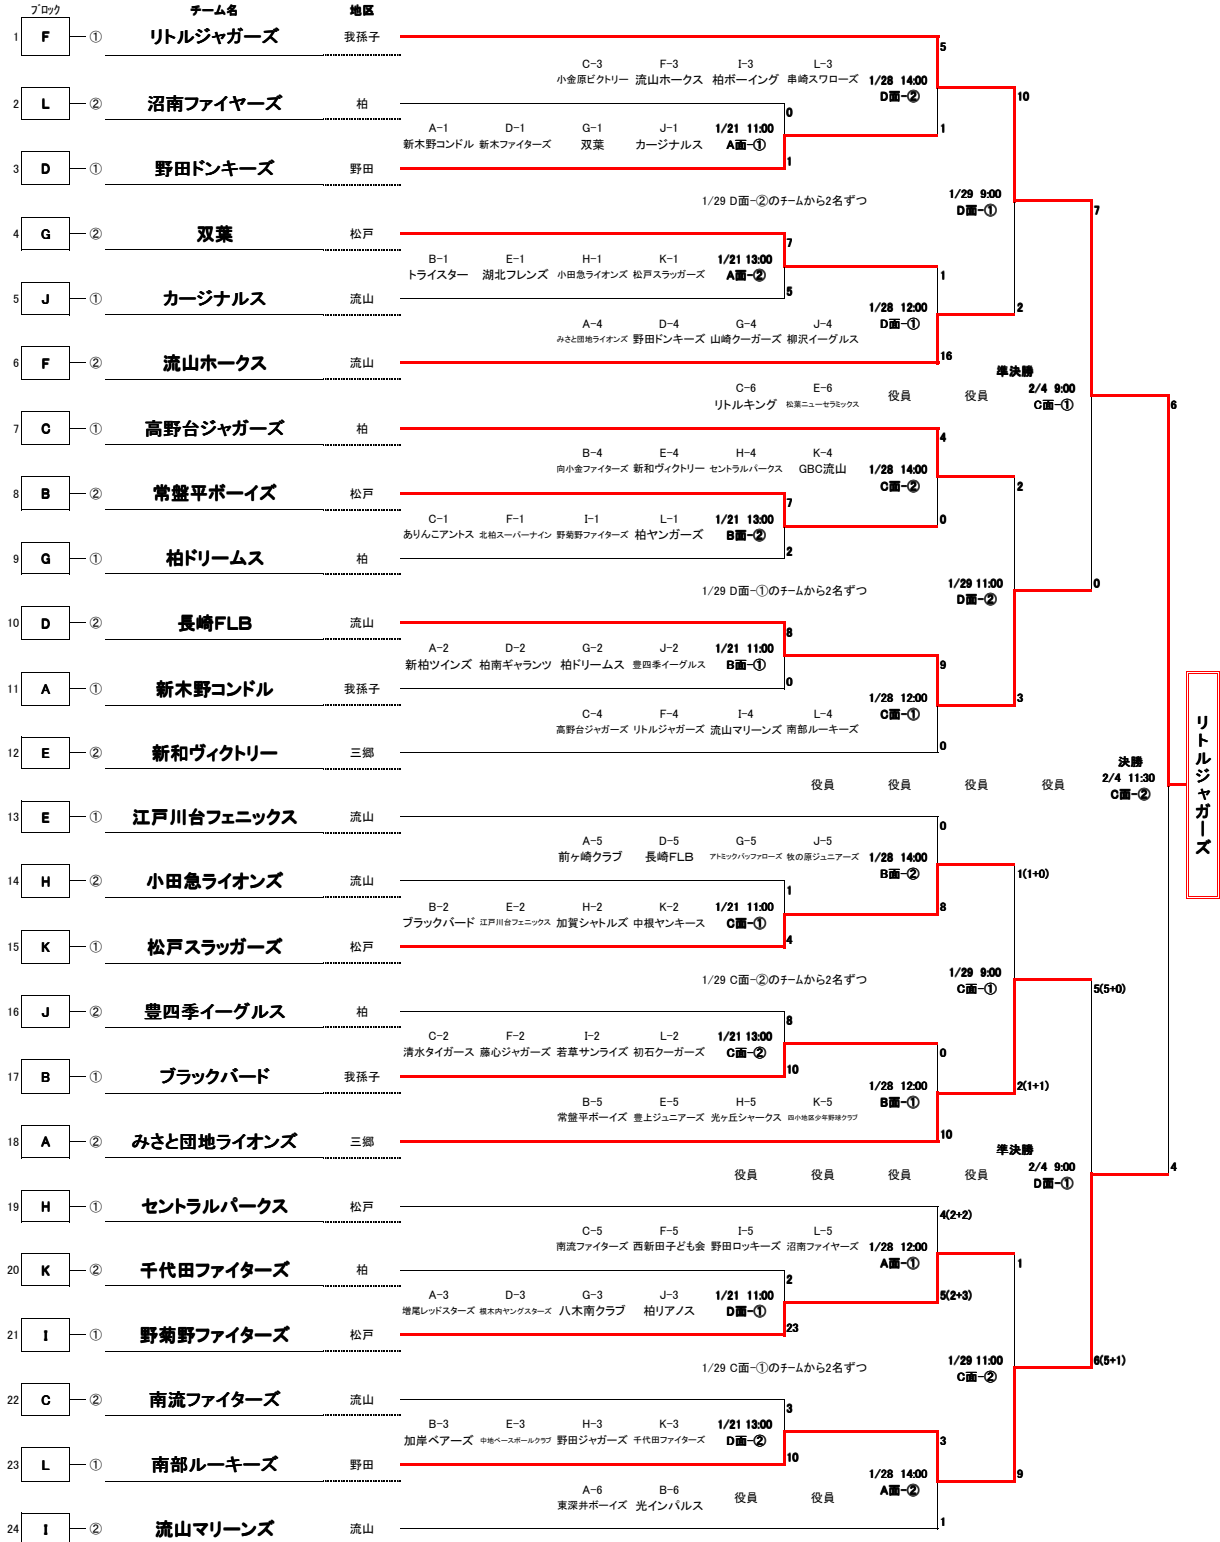 ブロック チーム名 地区
1 F ① リトルジャガーズ 我孫子
5
C-3 F-3 I-3 L-3
小金原ビクトリー 流山ホークス 柏ボーイング 串崎スワローズ 1/28 14:00
D面-②
10
2 L ② 沼南ファイヤーズ 柏
0
A-1 D-1 G-1 J-1 1/21 11:00
新木野コンドル 新木ファイターズ 双葉 カージナルス A面-①
1
3 D ① 野田ドンキーズ 野田
1
1/29 D面-②のチームから2名ずつ
1/29 9:00
D面-①
7
4 G ② 双葉 松戸
7
B-1 E-1 H-1 K-1 1/21 13:00
トライスター 湖北フレンズ 小田急ライオンズ 松戸スラッガーズ A面-②
1
5 J ① カージナルス 流山
5
1/28 12:00
D面-①
2
A-4 D-4 G-4 J-4
みさと団地ライオンズ 野田ドンキーズ 山崎クーガーズ 柳沢イーグルス
6 F ② 流山ホークス 流山
16
準決勝
2/4 9:00
C面-①
C-6 E-6 役員 役員
リトルキング 松葉ニューセラミックス
6
7 C ① 高野台ジャガーズ 柏
4
B-4 E-4 H-4 K-4
向小金ファイターズ 新和ヴィクトリー セントラルパークス GBC流山 1/28 14:00
C面-②
2
8 B ② 常盤平ボーイズ 松戸
7
C-1 F-1 I-1 L-1 1/21 13:00
ありんこアントス 北柏スーパーナイン 野菊野ファイターズ 柏ヤンガーズ B面-②
0
9 G ① 柏ドリームス 柏
2
1/29 D面-①のチームから2名ずつ
1/29 11:00
D面-②
0
10 D ② 長崎FLB 流山
8
A-2 D-2 G-2 J-2 1/21 11:00
新柏ツインズ 柏南ギャランツ 柏ドリームス 豊四季イーグルス B面-①
9
11 A ① 新木野コンドル 我孫子
0
1/28 12:00
C面-①
3
C-4 F-4 I-4 L-4
高野台ジャガーズ リトルジャガーズ 流山マリーンズ 南部ルーキーズ
12 E ② 新和ヴィクトリー 三郷
0
役員 役員 役員 役員
決勝
2/4 11:30
C面-②
リトルジャガーズ
13 E ① 江戸川台フェニックス 流山
0
A-5 D-5 G-5 J-5
前ヶ崎クラブ 長崎FLB アトミックバッファローズ 牧の原ジュニアーズ 1/28 14:00
B面-②
1(1+0)
14 H ② 小田急ライオンズ 流山
1
B-2 E-2 H-2 K-2 1/21 11:00
ブラックバード 江戸川台フェニックス 加賀シャトルズ 中根ヤンキース C面-①
8
15 K ① 松戸スラッガーズ 松戸
4
1/29 C面-②のチームから2名ずつ
1/29 9:00
C面-①
5(5+0)
16 J ② 豊四季イーグルス 柏
8
C-2 F-2 I-2 L-2 1/21 13:00
清水タイガース 藤心ジャガーズ 若草サンライズ 初石クーガーズ C面-②
0
17 B ① ブラックバード 我孫子
10
1/28 12:00
B面-①
2(1+1)
B-5 E-5 H-5 K-5
常盤平ボーイズ 豊上ジュニアーズ 光ヶ丘シャークス 四小地区少年野球クラブ
18 A ② みさと団地ライオンズ 三郷
10
準決勝
2/4 9:00
D面-①
4
役員 役員 役員 役員
19 H ① セントラルパークス 松戸
4(2+2)
C-5 F-5 I-5 L-5
南流ファイターズ 西新田子ども会 野田ロッキーズ 沼南ファイヤーズ 1/28 12:00
A面-①
1
20 K ② 千代田ファイターズ 柏
2
A-3 D-3 G-3 J-3 1/21 11:00
増尾レッドスターズ 根木内ヤングスターズ 八木南クラブ 柏リアノス D面-①
5(2+3)
21 I ① 野菊野ファイターズ 松戸
23
1/29 C面-①のチームから2名ずつ
1/29 11:00
C面-②
6(5+1)
22 C ② 南流ファイターズ 流山
3
B-3 E-3 H-3 K-3 1/21 13:00
加岸ベアーズ 中地ベースボールクラブ 野田ジャガーズ 千代田ファイターズ D面-②
3
23 L ① 南部ルーキーズ 野田
10
1/28 14:00
A面-②
9
A-6 B-6 役員 役員
東深井ボーイズ 光インパルス
24 I ② 流山マリーンズ 流山
1